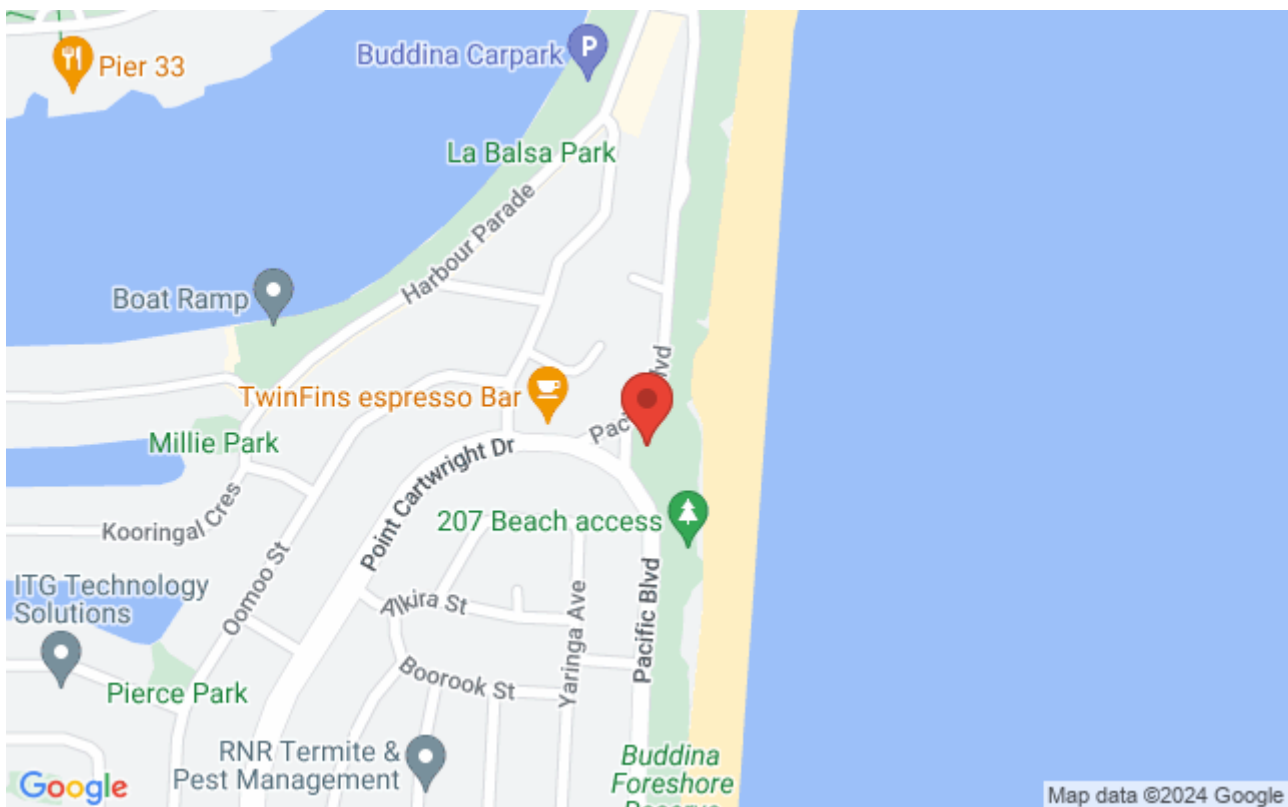 Pier 33
Buddina Carpark
P
La Balsa Park
Harbour Parade
Boat Ramp
TwinFins espresso Bar
Millie Park
Point Cartwright Dr
Kooringal Cres
207 Beach access
ITG Technology
Solutions
Oomoo St
Alkira St
Yaringa Ave
Pacific Blvd
Boorook St
Pierce Park
RNR Termite &
Pest Management
Buddina
Foreshore
Google
Map data ©2024 Google